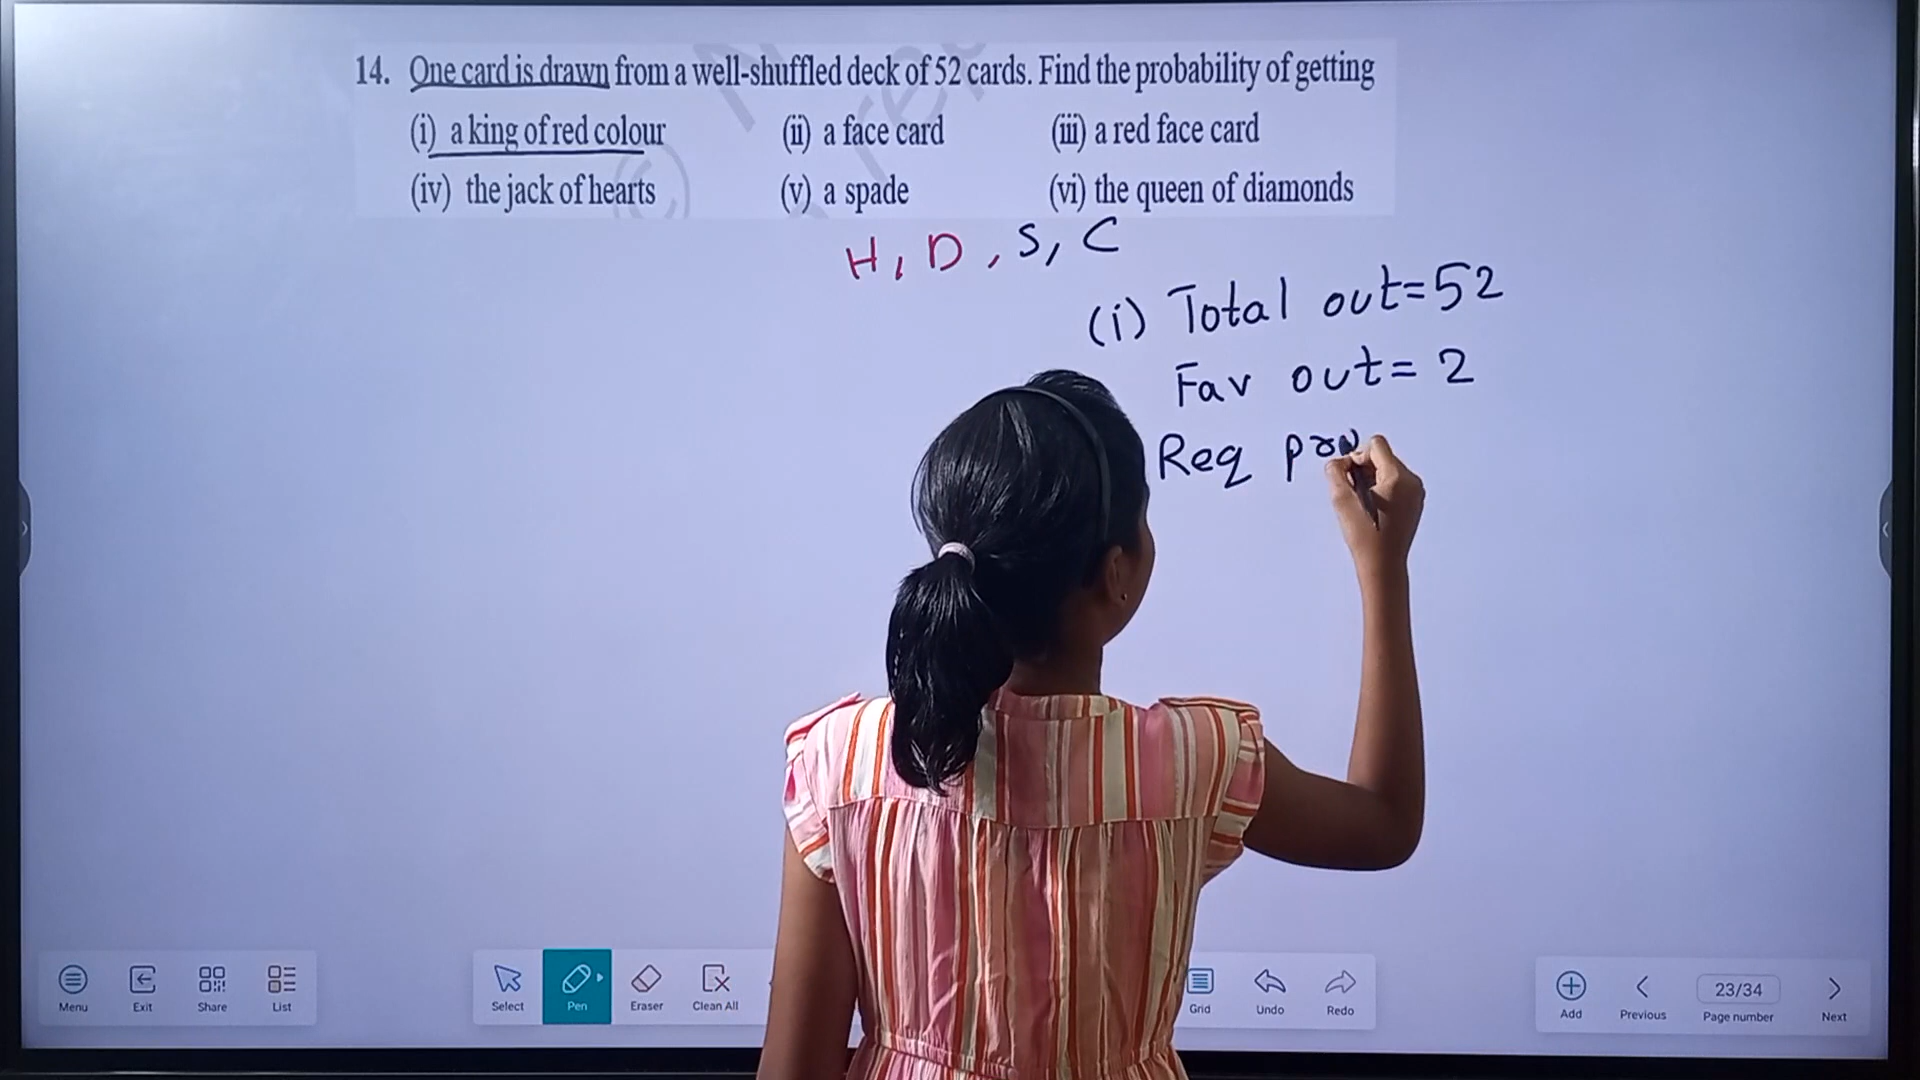 14. One card is drawn from a well-shuffled deck of 52 cards. Find the probability of getting
(i) a king of red colour (ii) a face card (iii) a red face card
(iv) the jack of hearts (v) a spade (vi) the queen of diamonds
H, D, S, C
(i) Total out=52
Fav out= 2
Req
Menu Exit Share List Select Pen Eraser Clean All Grid Undo Redo Add Previous 23/34 Page number Next